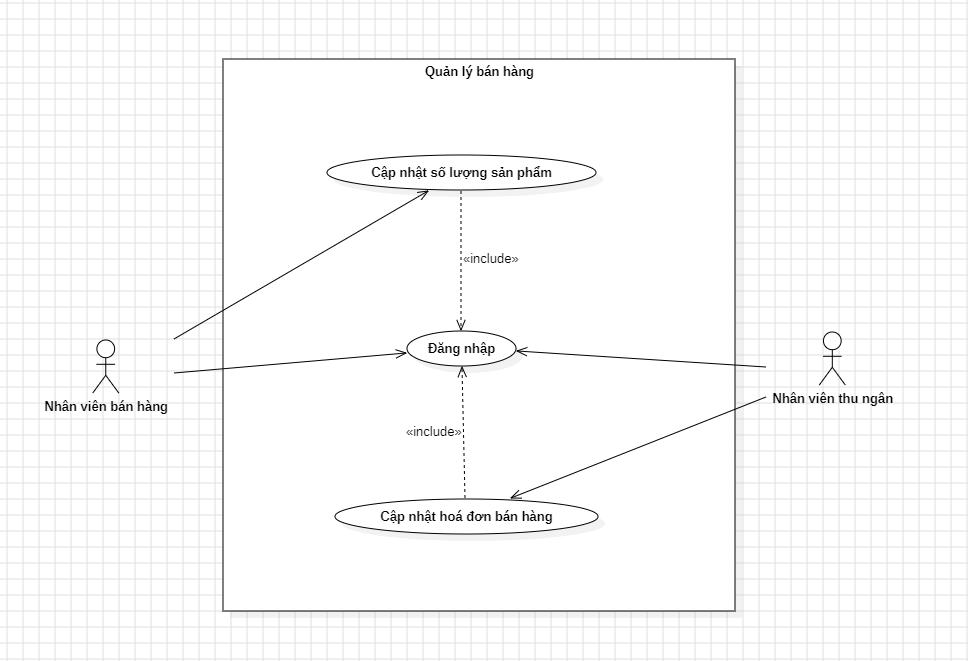 Quản lý bán hàng
Cập nhật số lượng sản phẩm
«include»
Đăng nhập
Nhân viên bán hàng
Nhân viên thu ngân
«include»
Cập nhật hoá đơn bán hàng